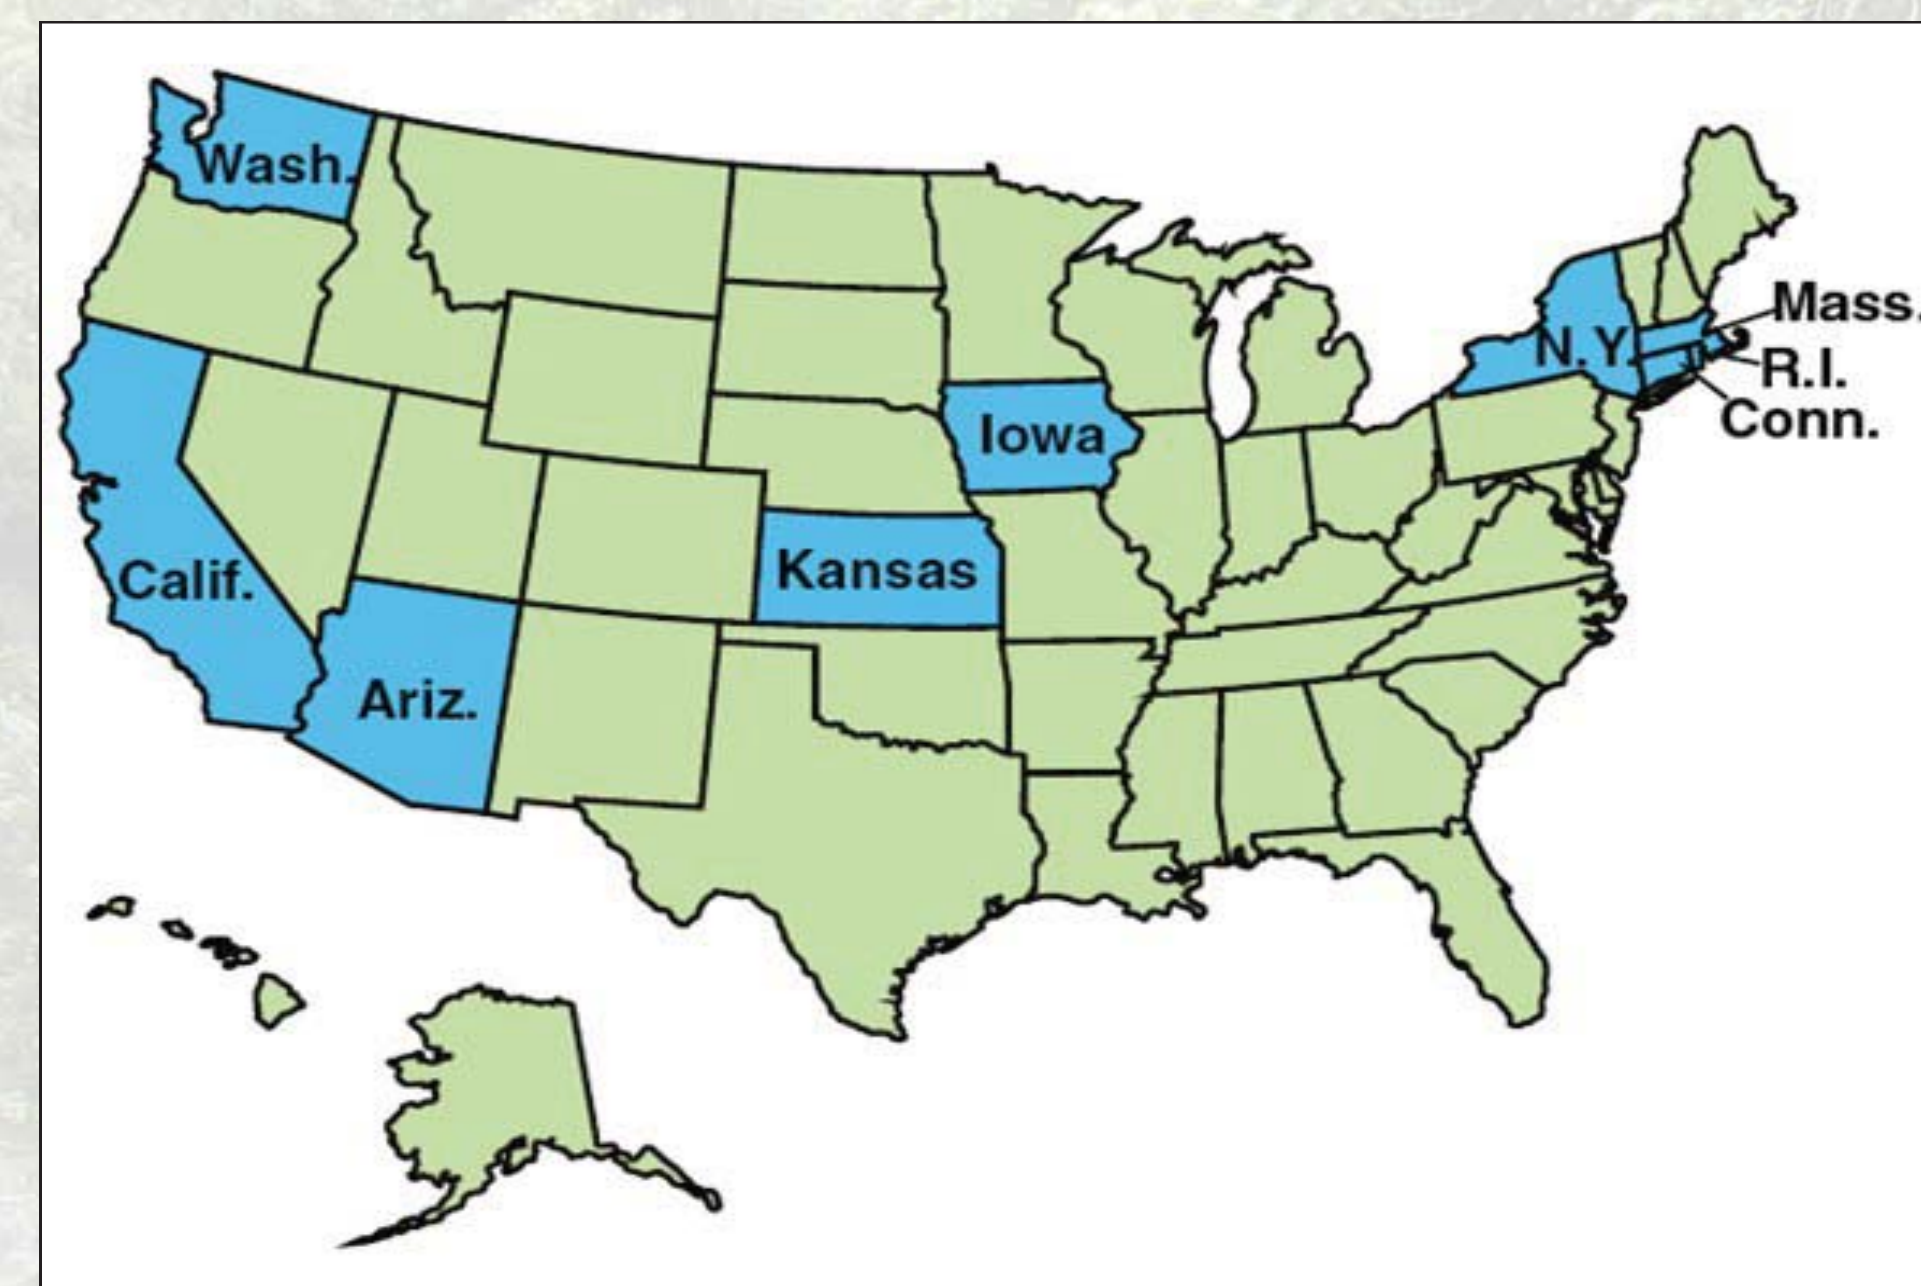 Wash.
Mass.
N.Y.
R.I.
Conn.
Iowa
Kansas
Calif.
Ariz.